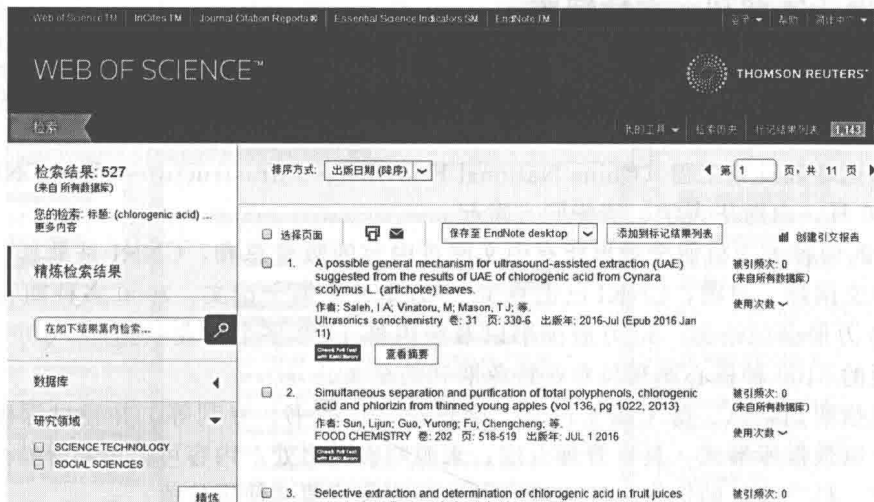 Web of Science TM InCites TM Journal Citation Reports ® Essential Science Indicators SM EndNote TM 登录 帮助 简体中文
WEB OF SCIENCE™
THOMSON REUTERS™
检索
我的工具 检索历史 标记结果列表 1,143
检索结果: 527
(来自 所有数据库)
您的检索: 标题: (chlorogenic acid) ...
更多内容
精炼检索结果
在如下结果集内检索...
数据库
研究领域
SCIENCE TECHNOLOGY
SOCIAL SCIENCES
精炼
排序方式: 出版日期 (降序)
第 1 页, 共 11 页
选择页面
保存至 EndNote desktop
添加到标记结果列表
创建引文报告
1. A possible general mechanism for ultrasound-assisted extraction (UAE)
suggested from the results of UAE of chlorogenic acid from Cynara
scolymus L. (artichoke) leaves.
作者: Saleh, I A; Vinatoru, M; Mason, T J; 等.
Ultrasonics sonochemistry 卷: 31 页: 330-6 出版年: 2016-Jul (Epub 2016 Jan
11)
查看摘要
被引频次: 0
(来自所有数据库)
使用次数
2. Simultaneous separation and purification of total polyphenols, chlorogenic
acid and phlorizin from thinned young apples (vol 136, pg 1022, 2013)
作者: Sun, Lijun; Guo, Yurong; Fu, Chengcheng; 等.
FOOD CHEMISTRY 卷: 202 页: 518-519 出版年: JUL 1 2016
被引频次: 0
(来自所有数据库)
使用次数
3. Selective extraction and determination of chlorogenic acid in fruit juices
被引频次: 0